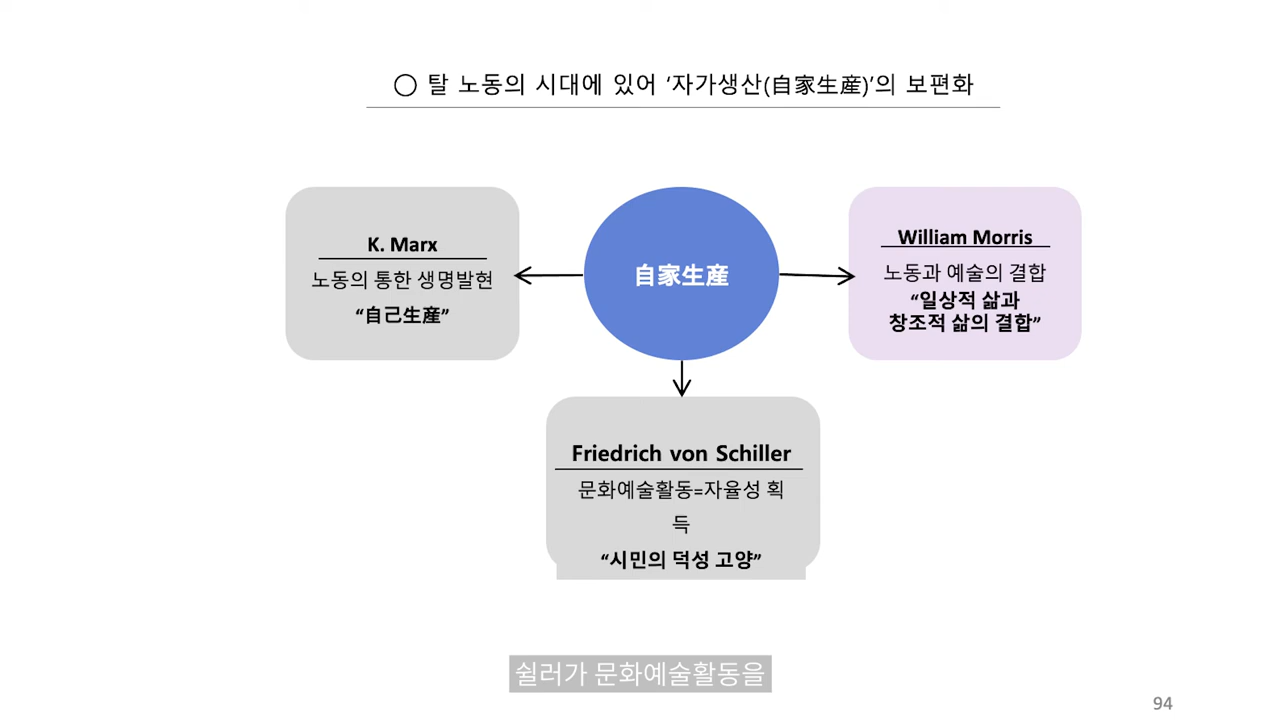 ○ 탈 노동의 시대에 있어 ‘자가생산(自家生産)’의 보편화
K. Marx
노동의 통한 생명발현
“自己生産”
自家生産
William Morris
노동과 예술의 결합
“일상적 삶과
창조적 삶의 결합”
Friedrich von Schiller
문화예술활동=자율성 획
득
“시민의 덕성 고양”
쉴러가 문화예술활동을
94